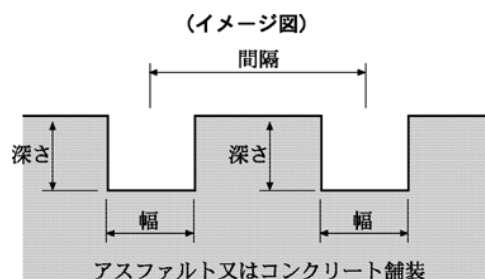 (イメージ図)
間隔
深さ
深さ
幅
幅
アスファルト又はコンクリート舗装